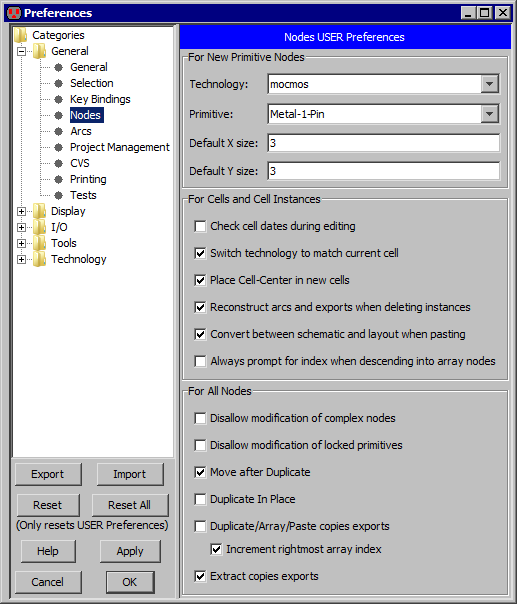 Preferences
Categories
General
General
Selection
Key Bindings
Nodes
Arcs
Project Management
CVS
Printing
Tests
Display
I/O
Tools
Technology
Export Import
Reset Reset All
(Only resets USER Preferences)
Help Apply
Cancel OK
Nodes USER Preferences
For New Primitive Nodes
Technology: mocmos
Primitive: Metal-1-Pin
Default X size: 3
Default Y size: 3
For Cells and Cell Instances
Check cell dates during editing
Switch technology to match current cell
Place Cell-Center in new cells
Reconstruct arcs and exports when deleting instances
Convert between schematic and layout when pasting
Always prompt for index when descending into array nodes
For All Nodes
Disallow modification of complex nodes
Disallow modification of locked primitives
Move after Duplicate
Duplicate In Place
Duplicate/Array/Paste copies exports
Increment rightmost array index
Extract copies exports